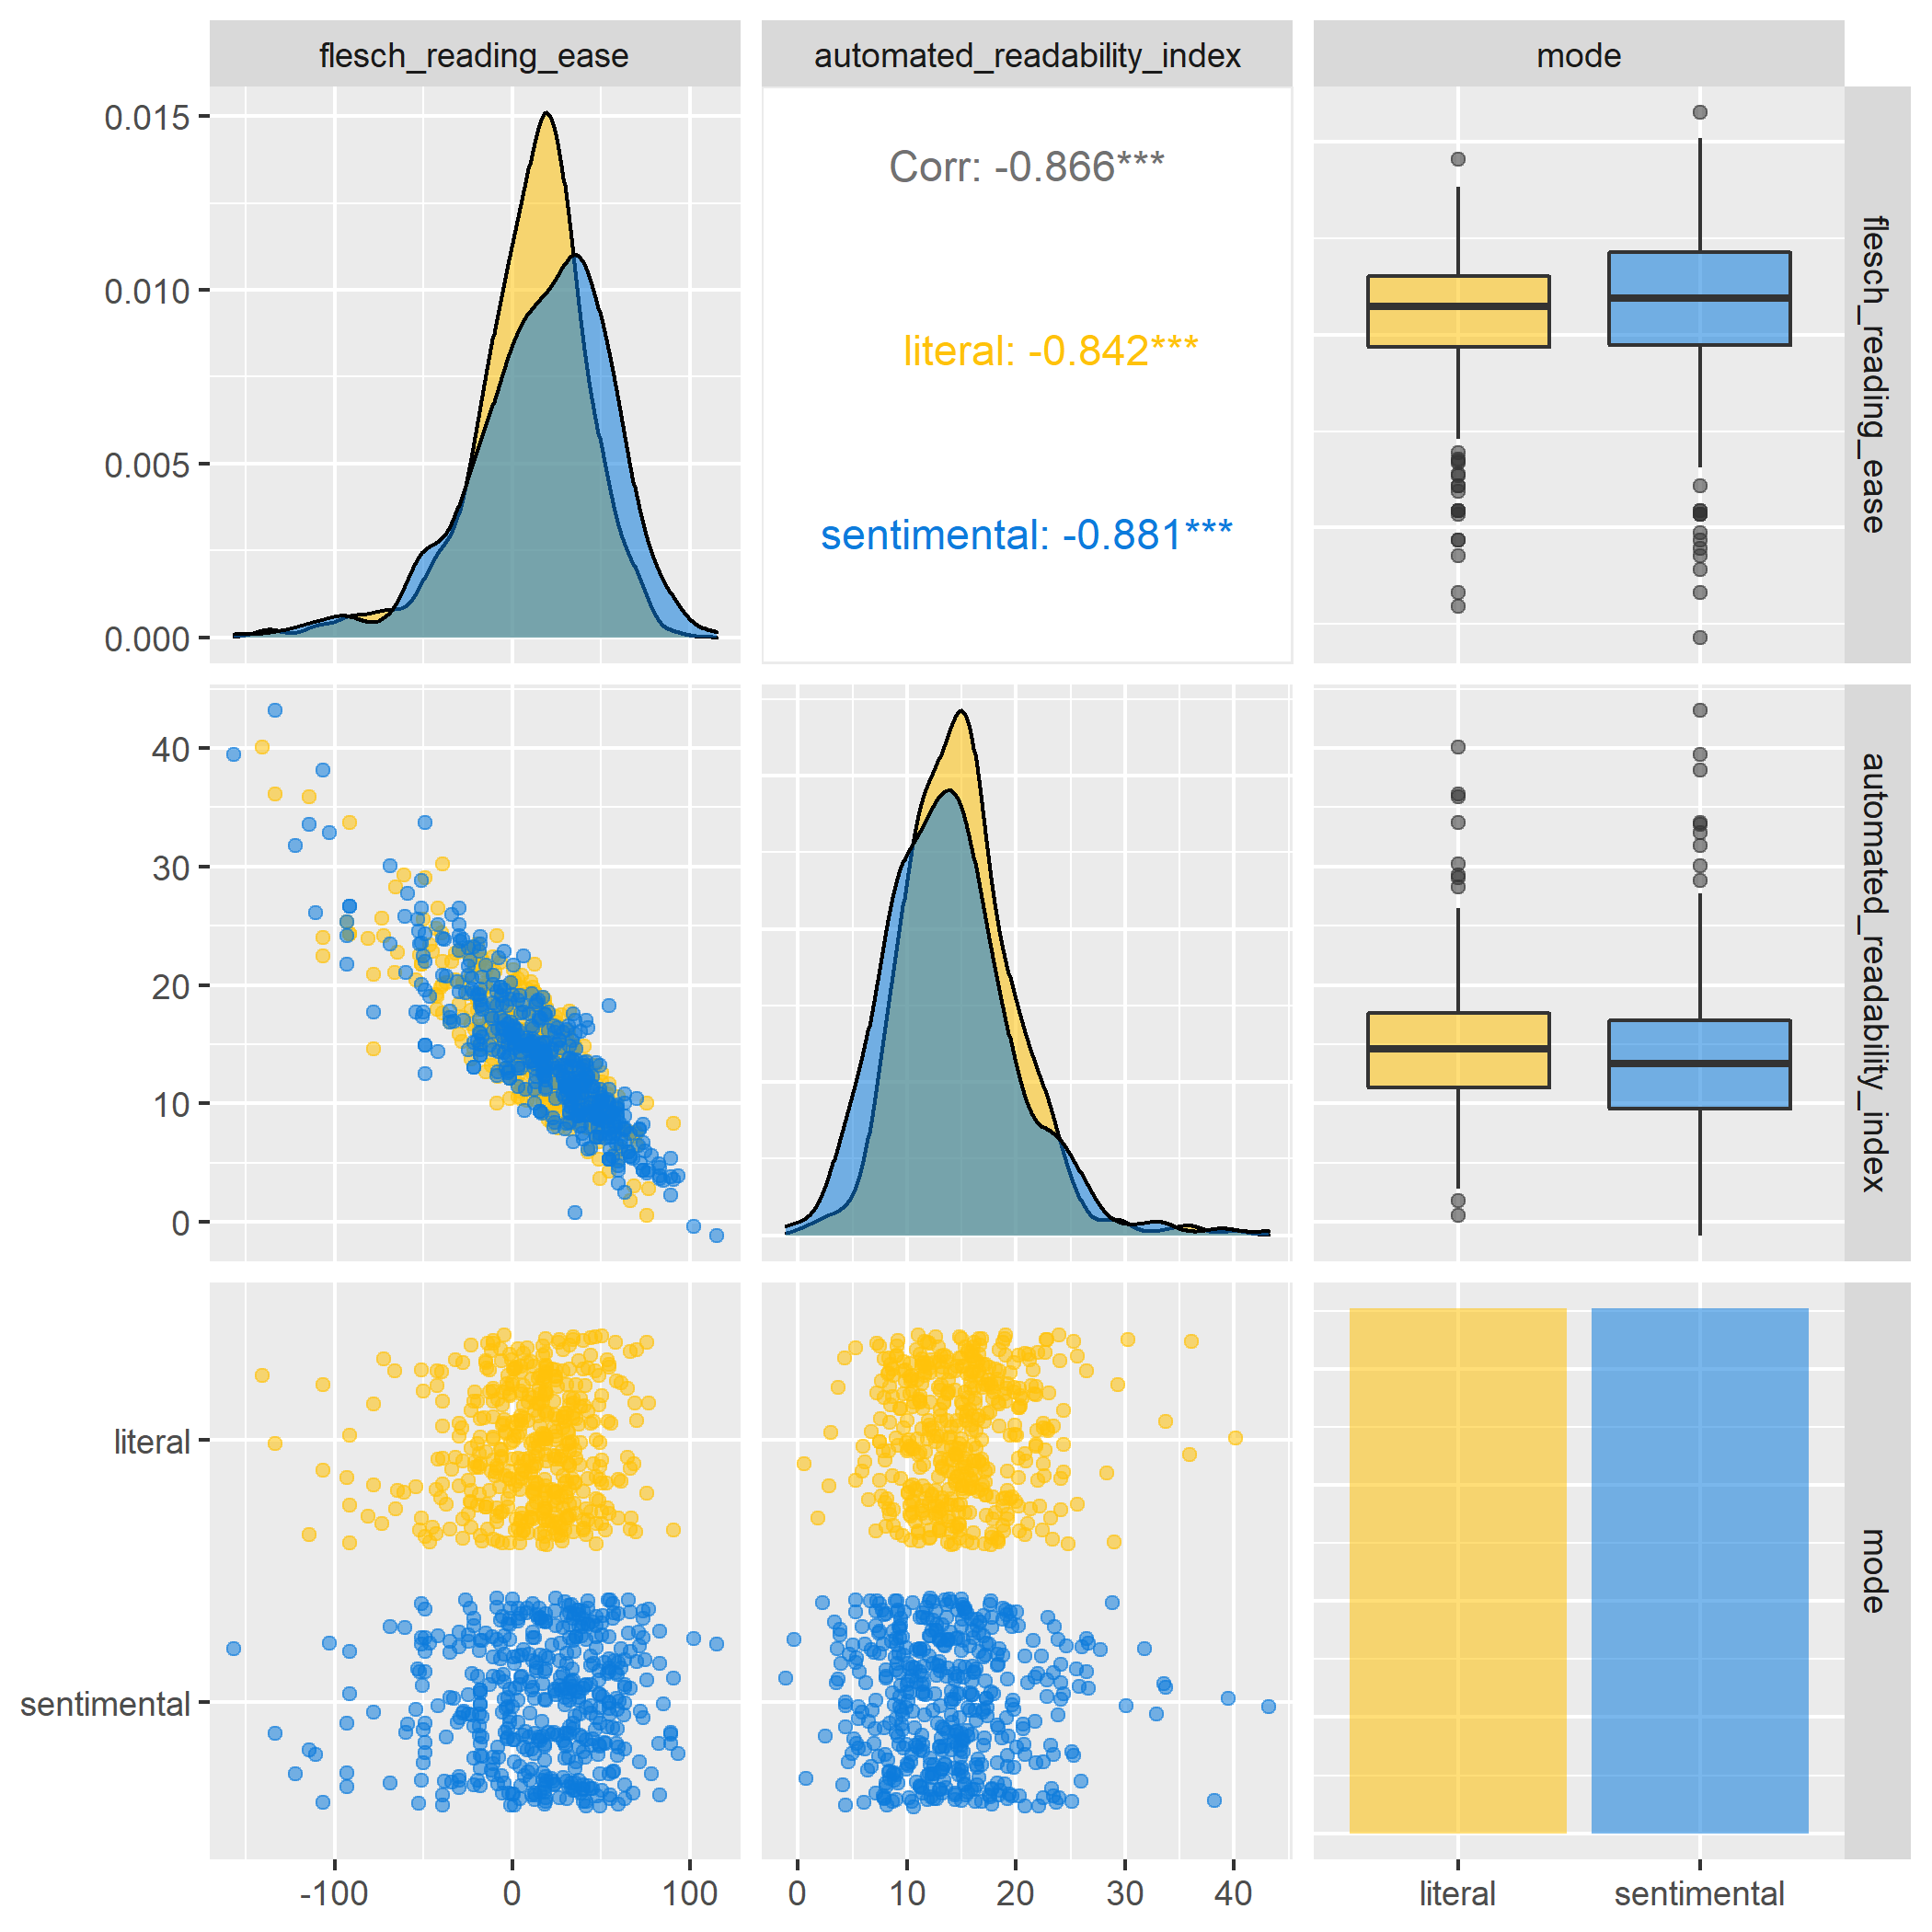 flesch_reading_ease
automated_readability_index
mode
0.015
0.010
0.005
0.000
Corr: -0.866***
literal: -0.842***
sentimental: -0.881***
flesch_reading_ease
40
30
20
10
0
automated_readability_index
literal
sentimental
mode
-100
0
100
0
10
20
30
40
literal
sentimental